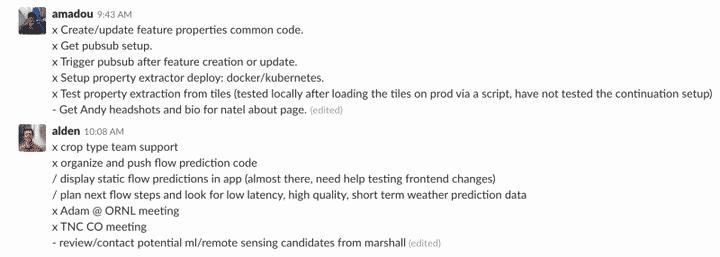 amadou 9:43 AM
x Create/update feature properties common code.
x Get pubsub setup.
x Trigger pubsub after feature creation or update.
x Setup property extractor deploy: docker/kubernetes.
x Test property extraction from tiles (tested locally after loading the tiles on prod via a script, have not tested the continuation setup)
- Get Andy headshots and bio for natel about page. (edited)
alden 10:08 AM
x crop type team support
x organize and push flow prediction code
/ display static flow predictions in app (almost there, need help testing frontend changes)
/ plan next flow steps and look for low latency, high quality, short term weather prediction data
x Adam @ ORNL meeting
x TNC CO meeting
- review/contact potential ml/remote sensing candidates from marshall (edited)